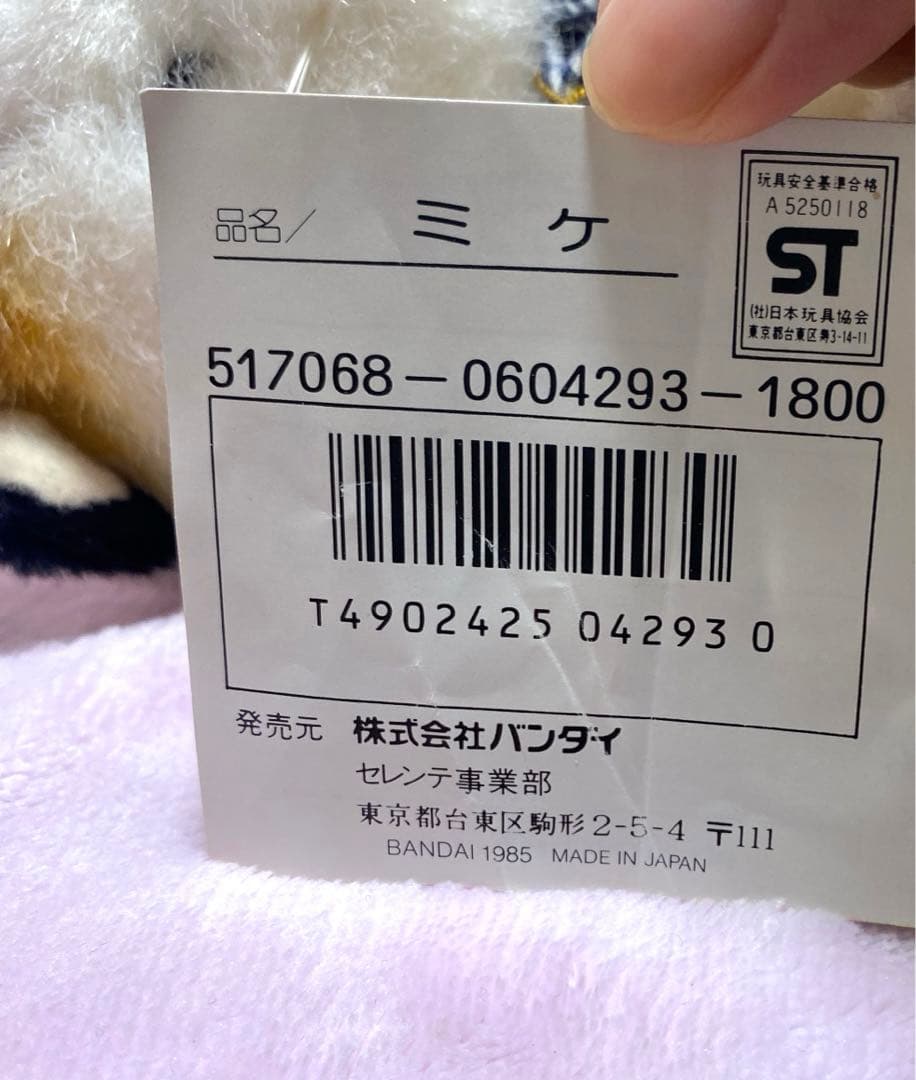 品名/ ミケ
玩具安全基準合格
A 5250118
ST
(社)日本玩具協会
東京都台東区寿3-14-11
517068-0604293-1800
T4902425 04293 0
発売元 株式会社バンダイ
セレンテ事業部
東京都台東区駒形2-5-4 〒111
BANDAI 1985 MADE IN JAPAN